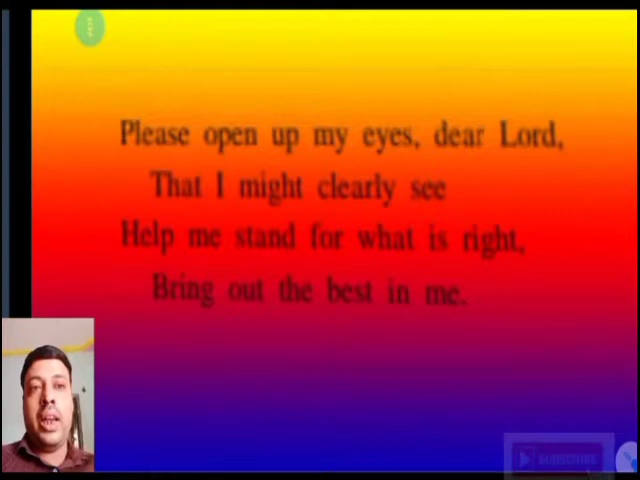 Please open up my eyes, dear Lord,
That I might clearly see
Help me stand for what is right,
Bring out the best in me.
SUBSCRIBE